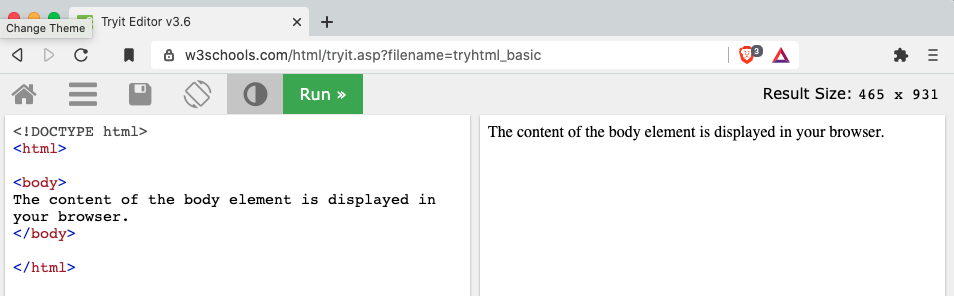 Tryit Editor v3.6
Change Theme
w3schools.com/html/tryit.asp?filename=tryhtml_basic
3
Run »
Result Size: 465 x 931
<!DOCTYPE html>
<html>
<body>
The content of the body element is displayed in
your browser.
</body>
</html>
The content of the body element is displayed in your browser.